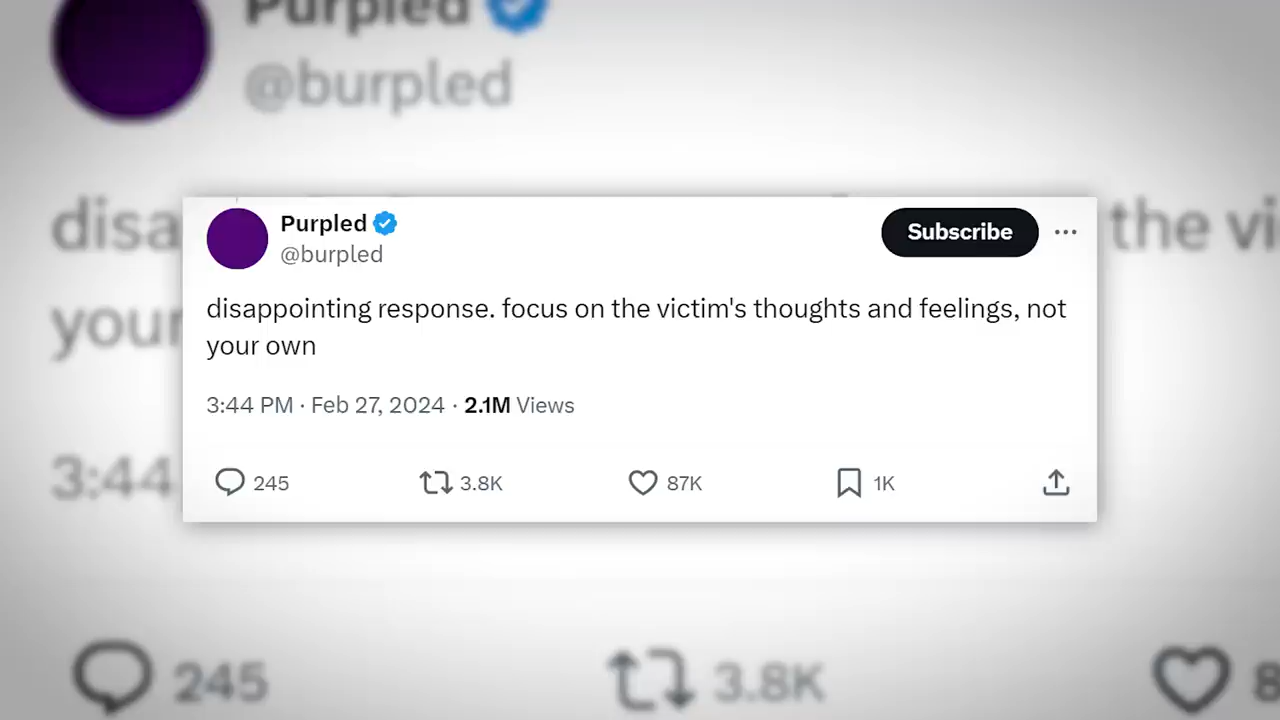 Purpled
@burpled
disa
the vi
your
3:44
Purpled
@burpled
Subscribe
disappointing response. focus on the victim's thoughts and feelings, not
your own
3:44 PM · Feb 27, 2024 · 2.1M Views
245
3.8K
87K
1K
245
3.8K
8